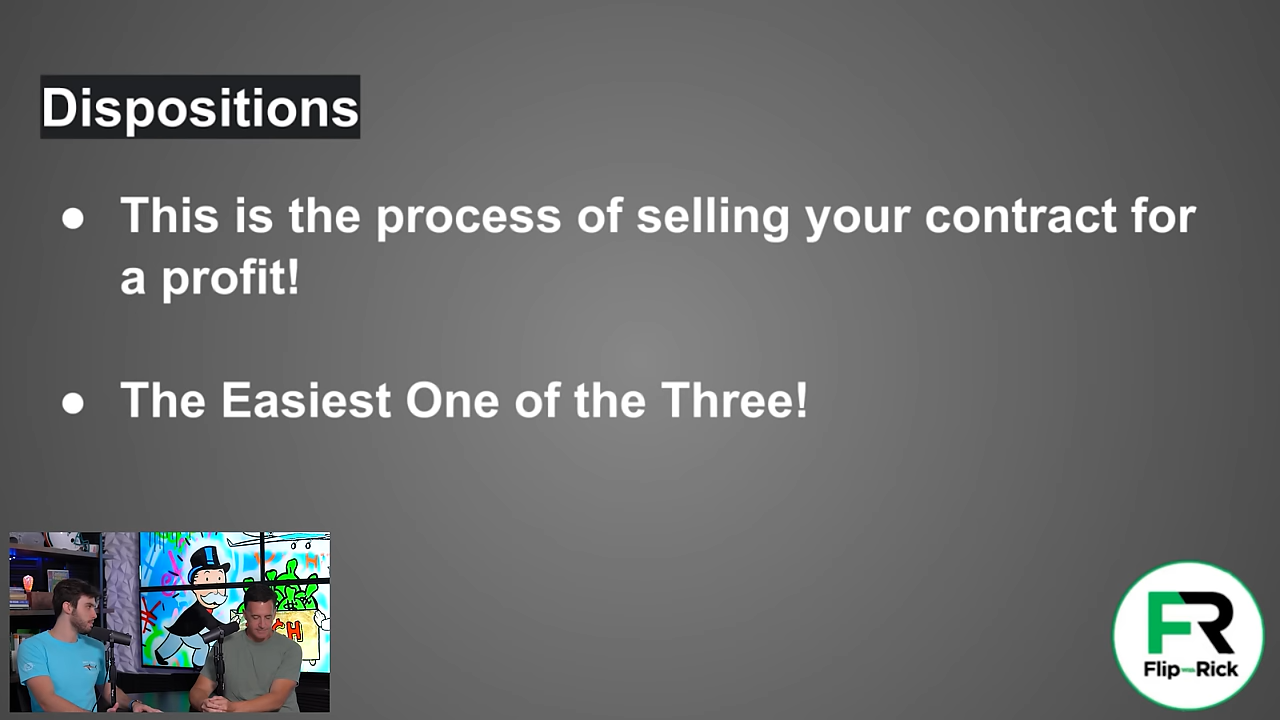 Dispositions
● This is the process of selling your contract for
a profit!
● The Easiest One of the Three!
FR
Flip Rick